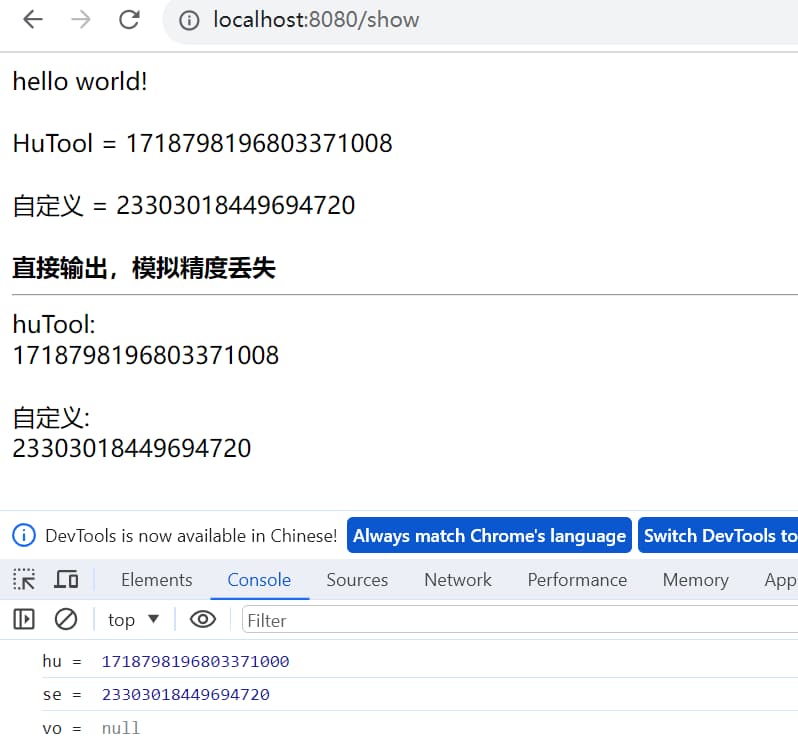 localhost:8080/show
hello world!
HuTool = 1718798196803371008
自定义 = 23303018449694720
直接输出，模拟精度丢失
huTool:
1718798196803371008
自定义:
23303018449694720
DevTools is now available in Chinese! Always match Chrome's language Switch DevTools to
Elements Console Sources Network Performance Memory App
top Filter
hu = 1718798196803371000
se = 23303018449694720
vo = null